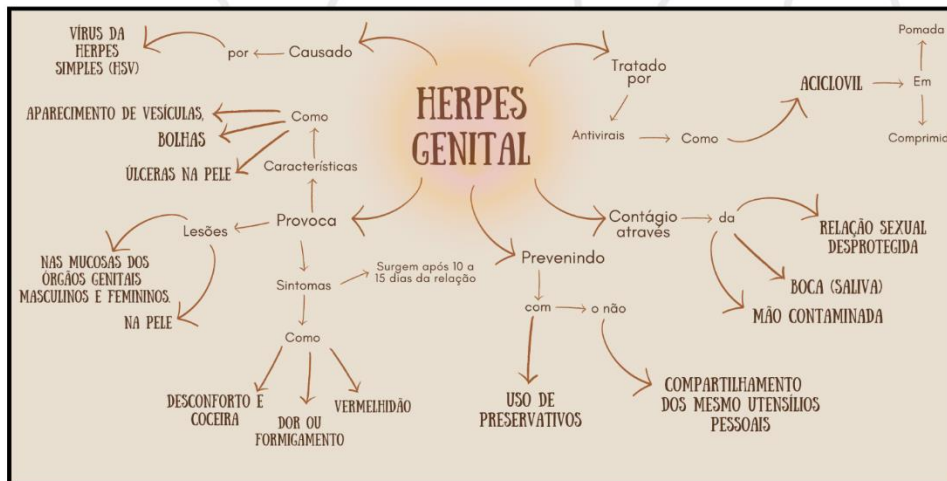 HERPES
GENITAL
Causado
por
VÍRUS DA
HERPES
SIMPLES (HSV)
Tratado
por
Antivirais
Como
ACICLOVIL
Em
Pomada
Comprimido
Provoca
Características
Como
APARECIMENTO DE VESÍCULAS,
BOLHAS
ÚLCERAS NA PELE
Lesões
NAS MUCOSAS DOS
ÓRGÃOS GENITAIS
MASCULINOS E FEMININOS.
NA PELE
Sintomas
Surgem após 10 a
15 dias da relação
Como
DESCONFORTO E
COCEIRA
DOR OU
FORMIGAMENTO
VERMELHIDÃO
Prevenindo
com
o não
USO DE
PRESERVATIVOS
COMPARTILHAMENTO
DOS MESMO UTENSÍLIOS
PESSOAIS
Contágio
através
da
RELAÇÃO SEXUAL
DESPROTEGIDA
BOCA (SALIVA)
MÃO CONTAMINADA